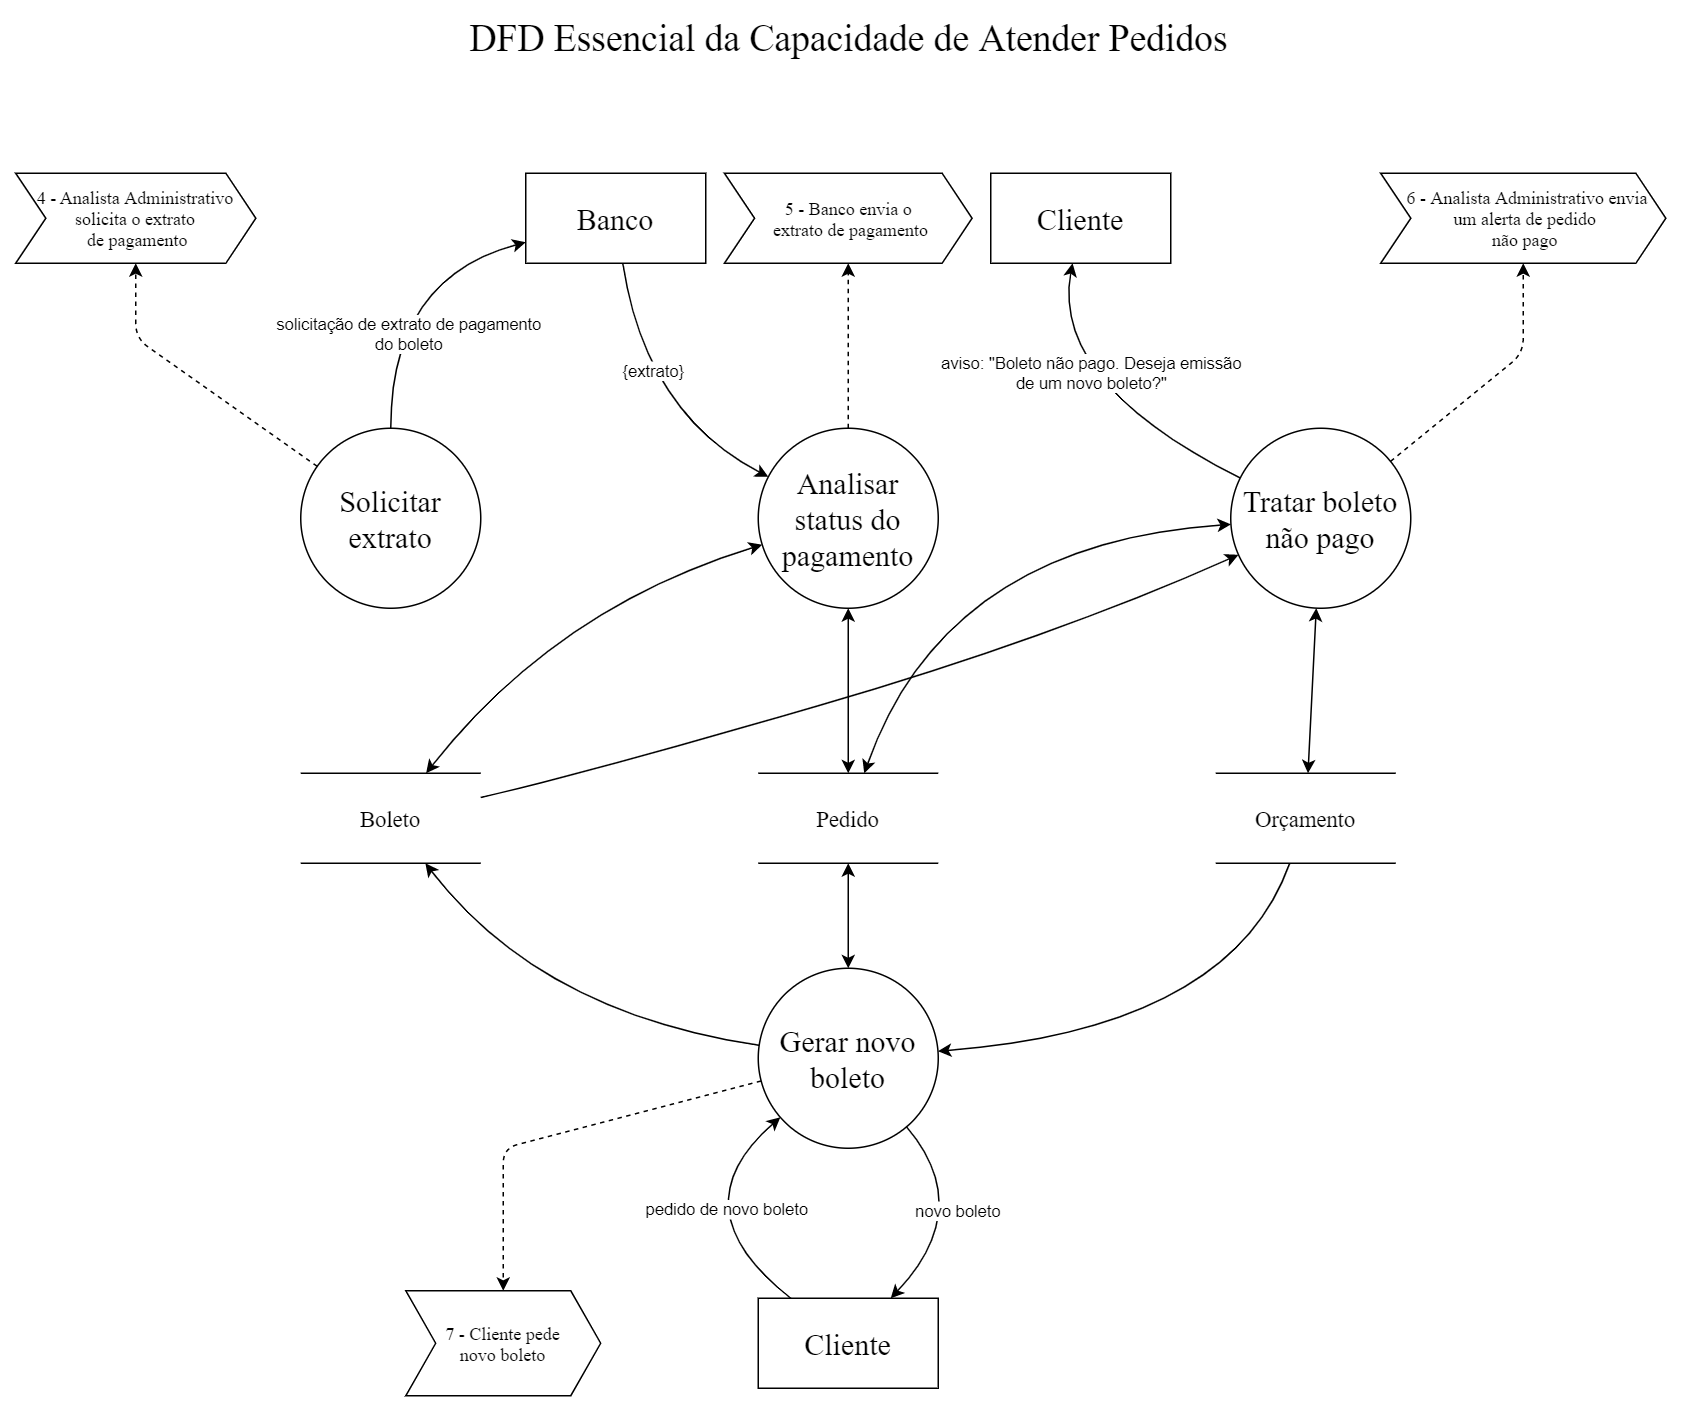 DFD Essencial da Capacidade de Atender Pedidos
4 - Analista Administrativo
solicita o extrato
de pagamento
Banco
5 - Banco envia o
extrato de pagamento
Cliente
6 - Analista Administrativo envia
um alerta de pedido
não pago
solicitação de extrato de pagamento
do boleto
{extrato}
aviso: "Boleto não pago. Deseja emissão
de um novo boleto?"
Solicitar
extrato
Analisar
status do
pagamento
Tratar boleto
não pago
Boleto
Pedido
Orçamento
Gerar novo
boleto
pedido de novo boleto
novo boleto
7 - Cliente pede
novo boleto
Cliente